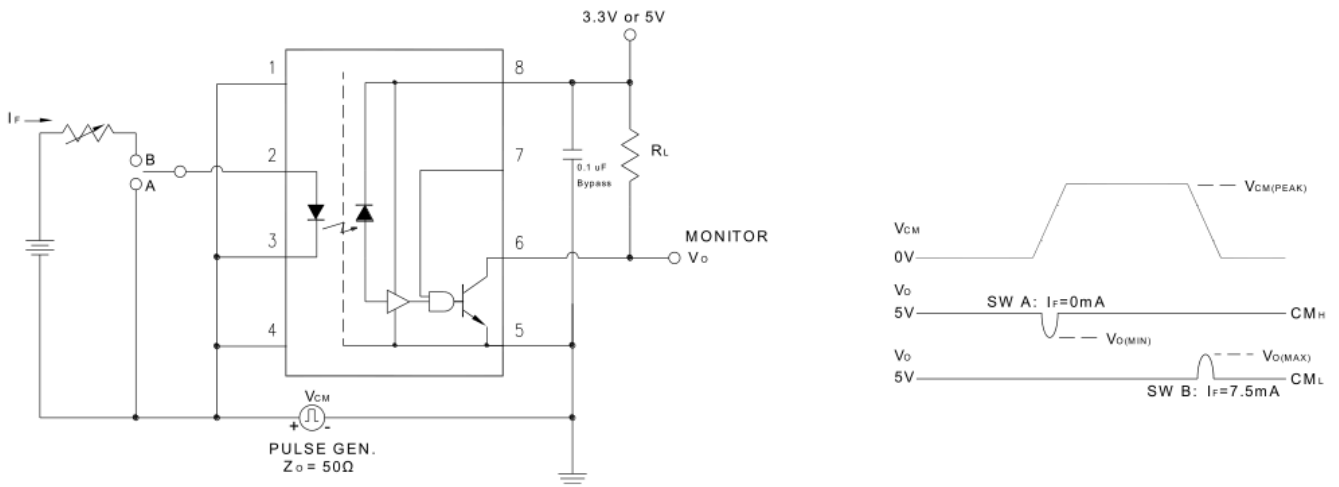 3.3V or 5V
1
8
IF
B
A
2
7
0.1 uF
Bypass
RL
3
6
MONITOR
VO
4
5
VCM
+
-
PULSE GEN.
ZO = 50Ω
VCM(PEAK)
VCM
0V
VO
5V
SW A: IF=0mA
CMH
VO(MIN)
VO
5V
VO(MAX)
CML
SW B: IF=7.5mA